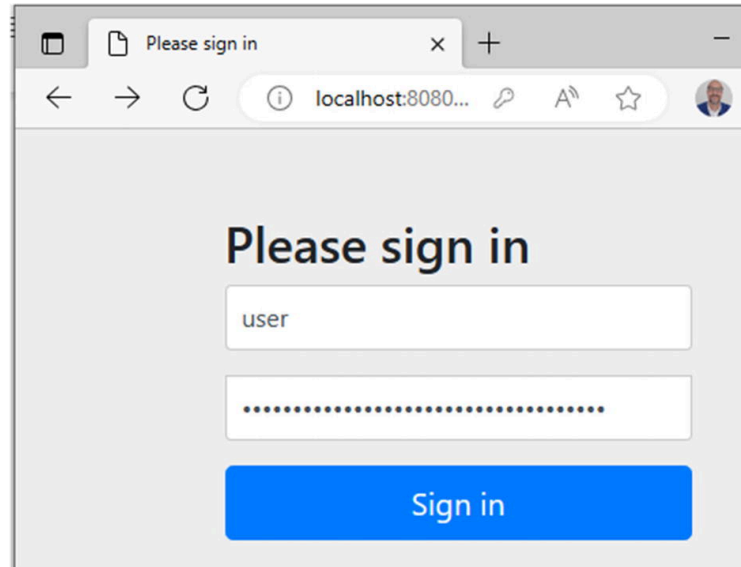 Please sign in
localhost:8080...
Please sign in
user
••••••••••••••••••••••••••••••••••••
Sign in